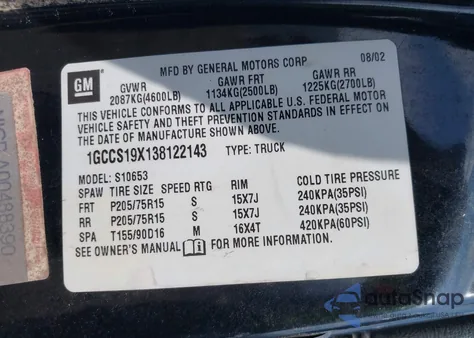 MFD BY GENERAL MOTORS CORP 08/02
GM
GVWR GAWR FRT GAWR RR
2087KG(4600LB) 1134KG(2500LB) 1225KG(2700LB)
THIS VEHICLE CONFORMS TO ALL APPLICABLE U.S. FEDERAL MOTOR
VEHICLE SAFETY AND THEFT PREVENTION STANDARDS IN EFFECT ON
THE DATE OF MANUFACTURE SHOWN ABOVE.
1GCCS19X138122143 TYPE: TRUCK
MODEL: S10653
SPAW TIRE SIZE SPEED RTG RIM COLD TIRE PRESSURE
FRT P205/75R15 S 15X7J 240KPA(35PSI)
RR P205/75R15 S 15X7J 240KPA(35PSI)
SPA T155/90D16 M 16X4T 420KPA(60PSI)
SEE OWNER'S MANUAL FOR MORE INFORMATION.
autoSnap